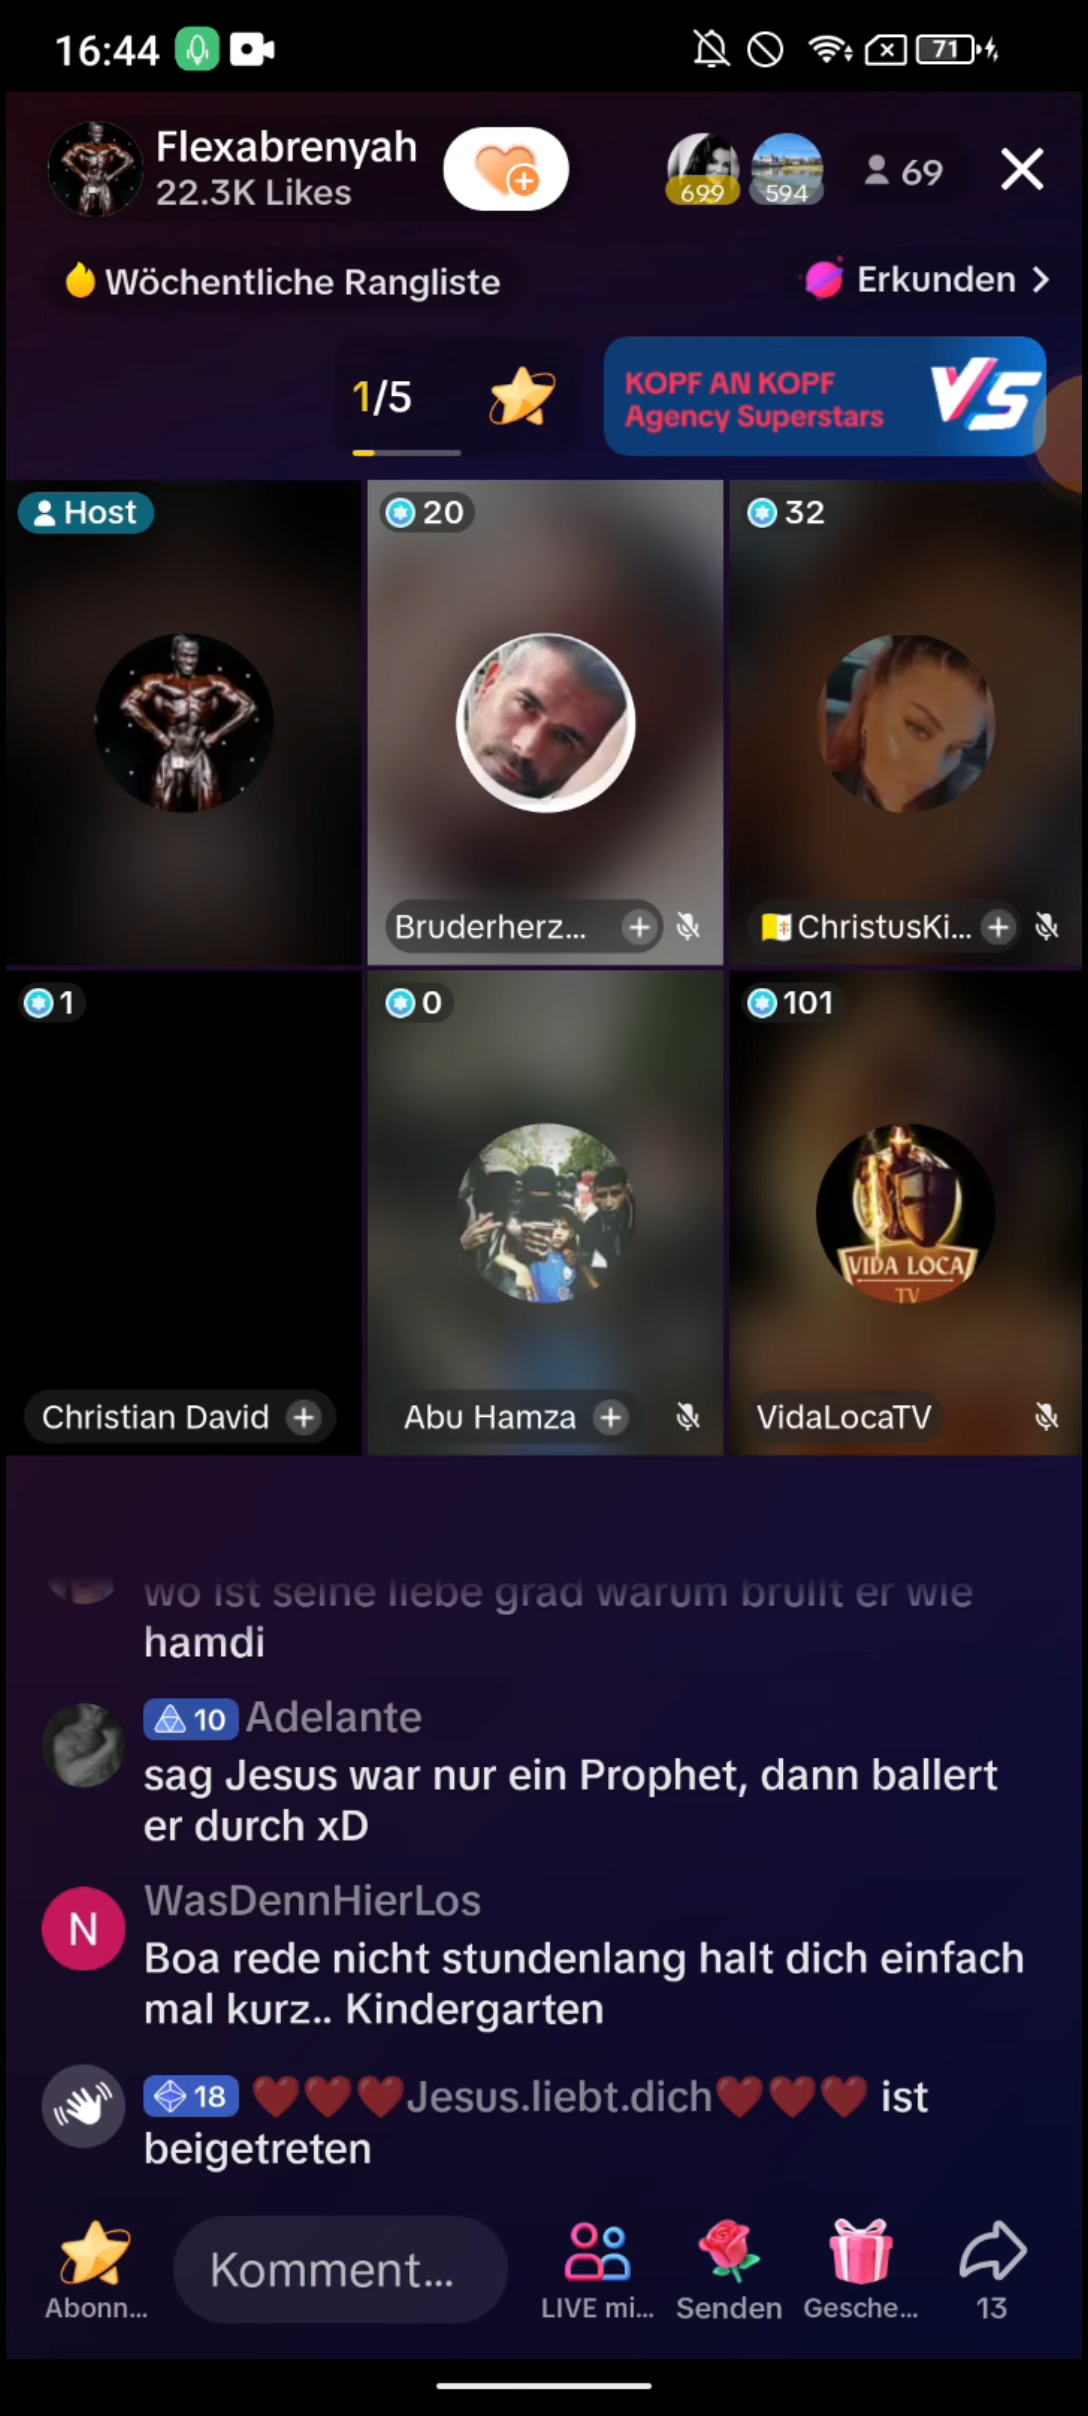 16:44
71
Flexabrenyah
22.3K Likes
699
594
69
Wöchentliche Rangliste
Erkunden
1/5
KOPF AN KOPF
Agency Superstars
VS
Host
20
32
Bruderherz...
ChristusKi...
1
0
101
VIDA LOCA
TV
Christian David
Abu Hamza
VidaLocaTV
wo ist seine liebe grad warum brüllt er wie
hamdi
10 Adelante
sag Jesus war nur ein Prophet, dann ballert
er durch xD
N
WasDennHierLos
Boa rede nicht stundenlang halt dich einfach
mal kurz.. Kindergarten
18 ❤️❤️❤️Jesus.liebt.dich❤️❤️❤️ ist
beigetreten
Komment...
Abonn...
LIVE mi...
Senden
Gesche...
13